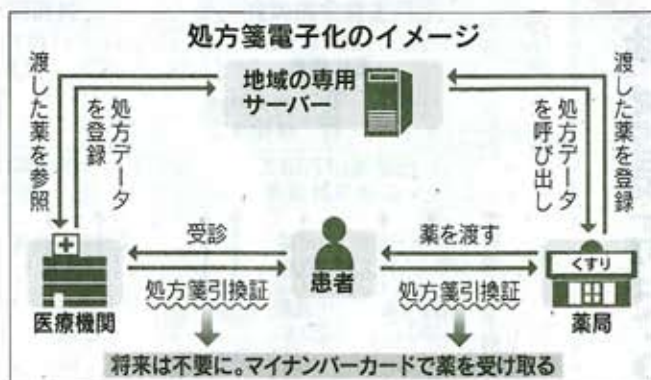 処方箋電子化のイメージ
地域の専用
サーバー
渡した薬を参照
処方データ
を登録
処方データ
を呼び出し
渡した薬を登録
受診
処方箋引換証
薬を渡す
処方箋引換証
医療機関
患者
くすり
薬局
将来は不要に。マイナンバーカードで薬を受け取る